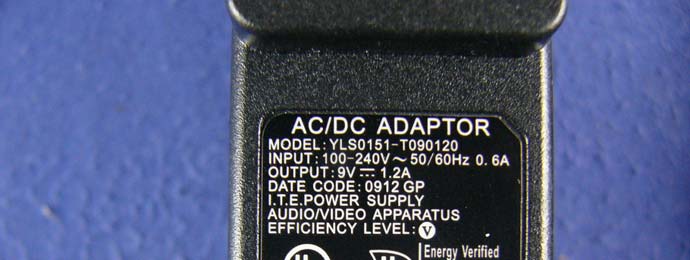 AC/DC ADAPTOR
MODEL: YLS0151-T090120
INPUT: 100-240V～50/60Hz 0.6A
OUTPUT: 9V⎓1.2A
DATE CODE: 0912 GP
I.T.E.POWER SUPPLY
AUDIO/VIDEO APPARATUS
EFFICIENCY LEVEL: Ⓥ
Energy Verified